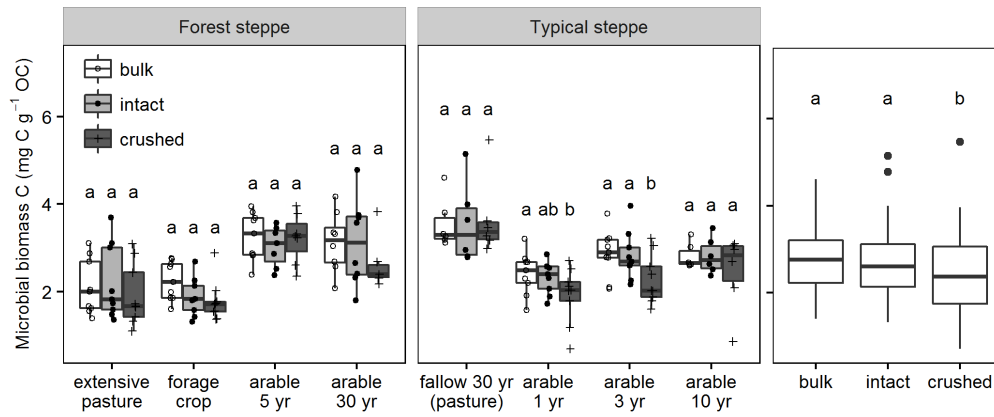 Forest steppe
Typical steppe
Microbial biomass C (mg C g⁻¹ OC)
6
4
2
bulk
intact
crushed
a a a
a a a
a a a
a a a
a a a
a ab b
a a b
a a a
a
a
b
extensive
pasture
forage
crop
arable
5 yr
arable
30 yr
fallow 30 yr
(pasture)
arable
1 yr
arable
3 yr
arable
10 yr
bulk
intact
crushed